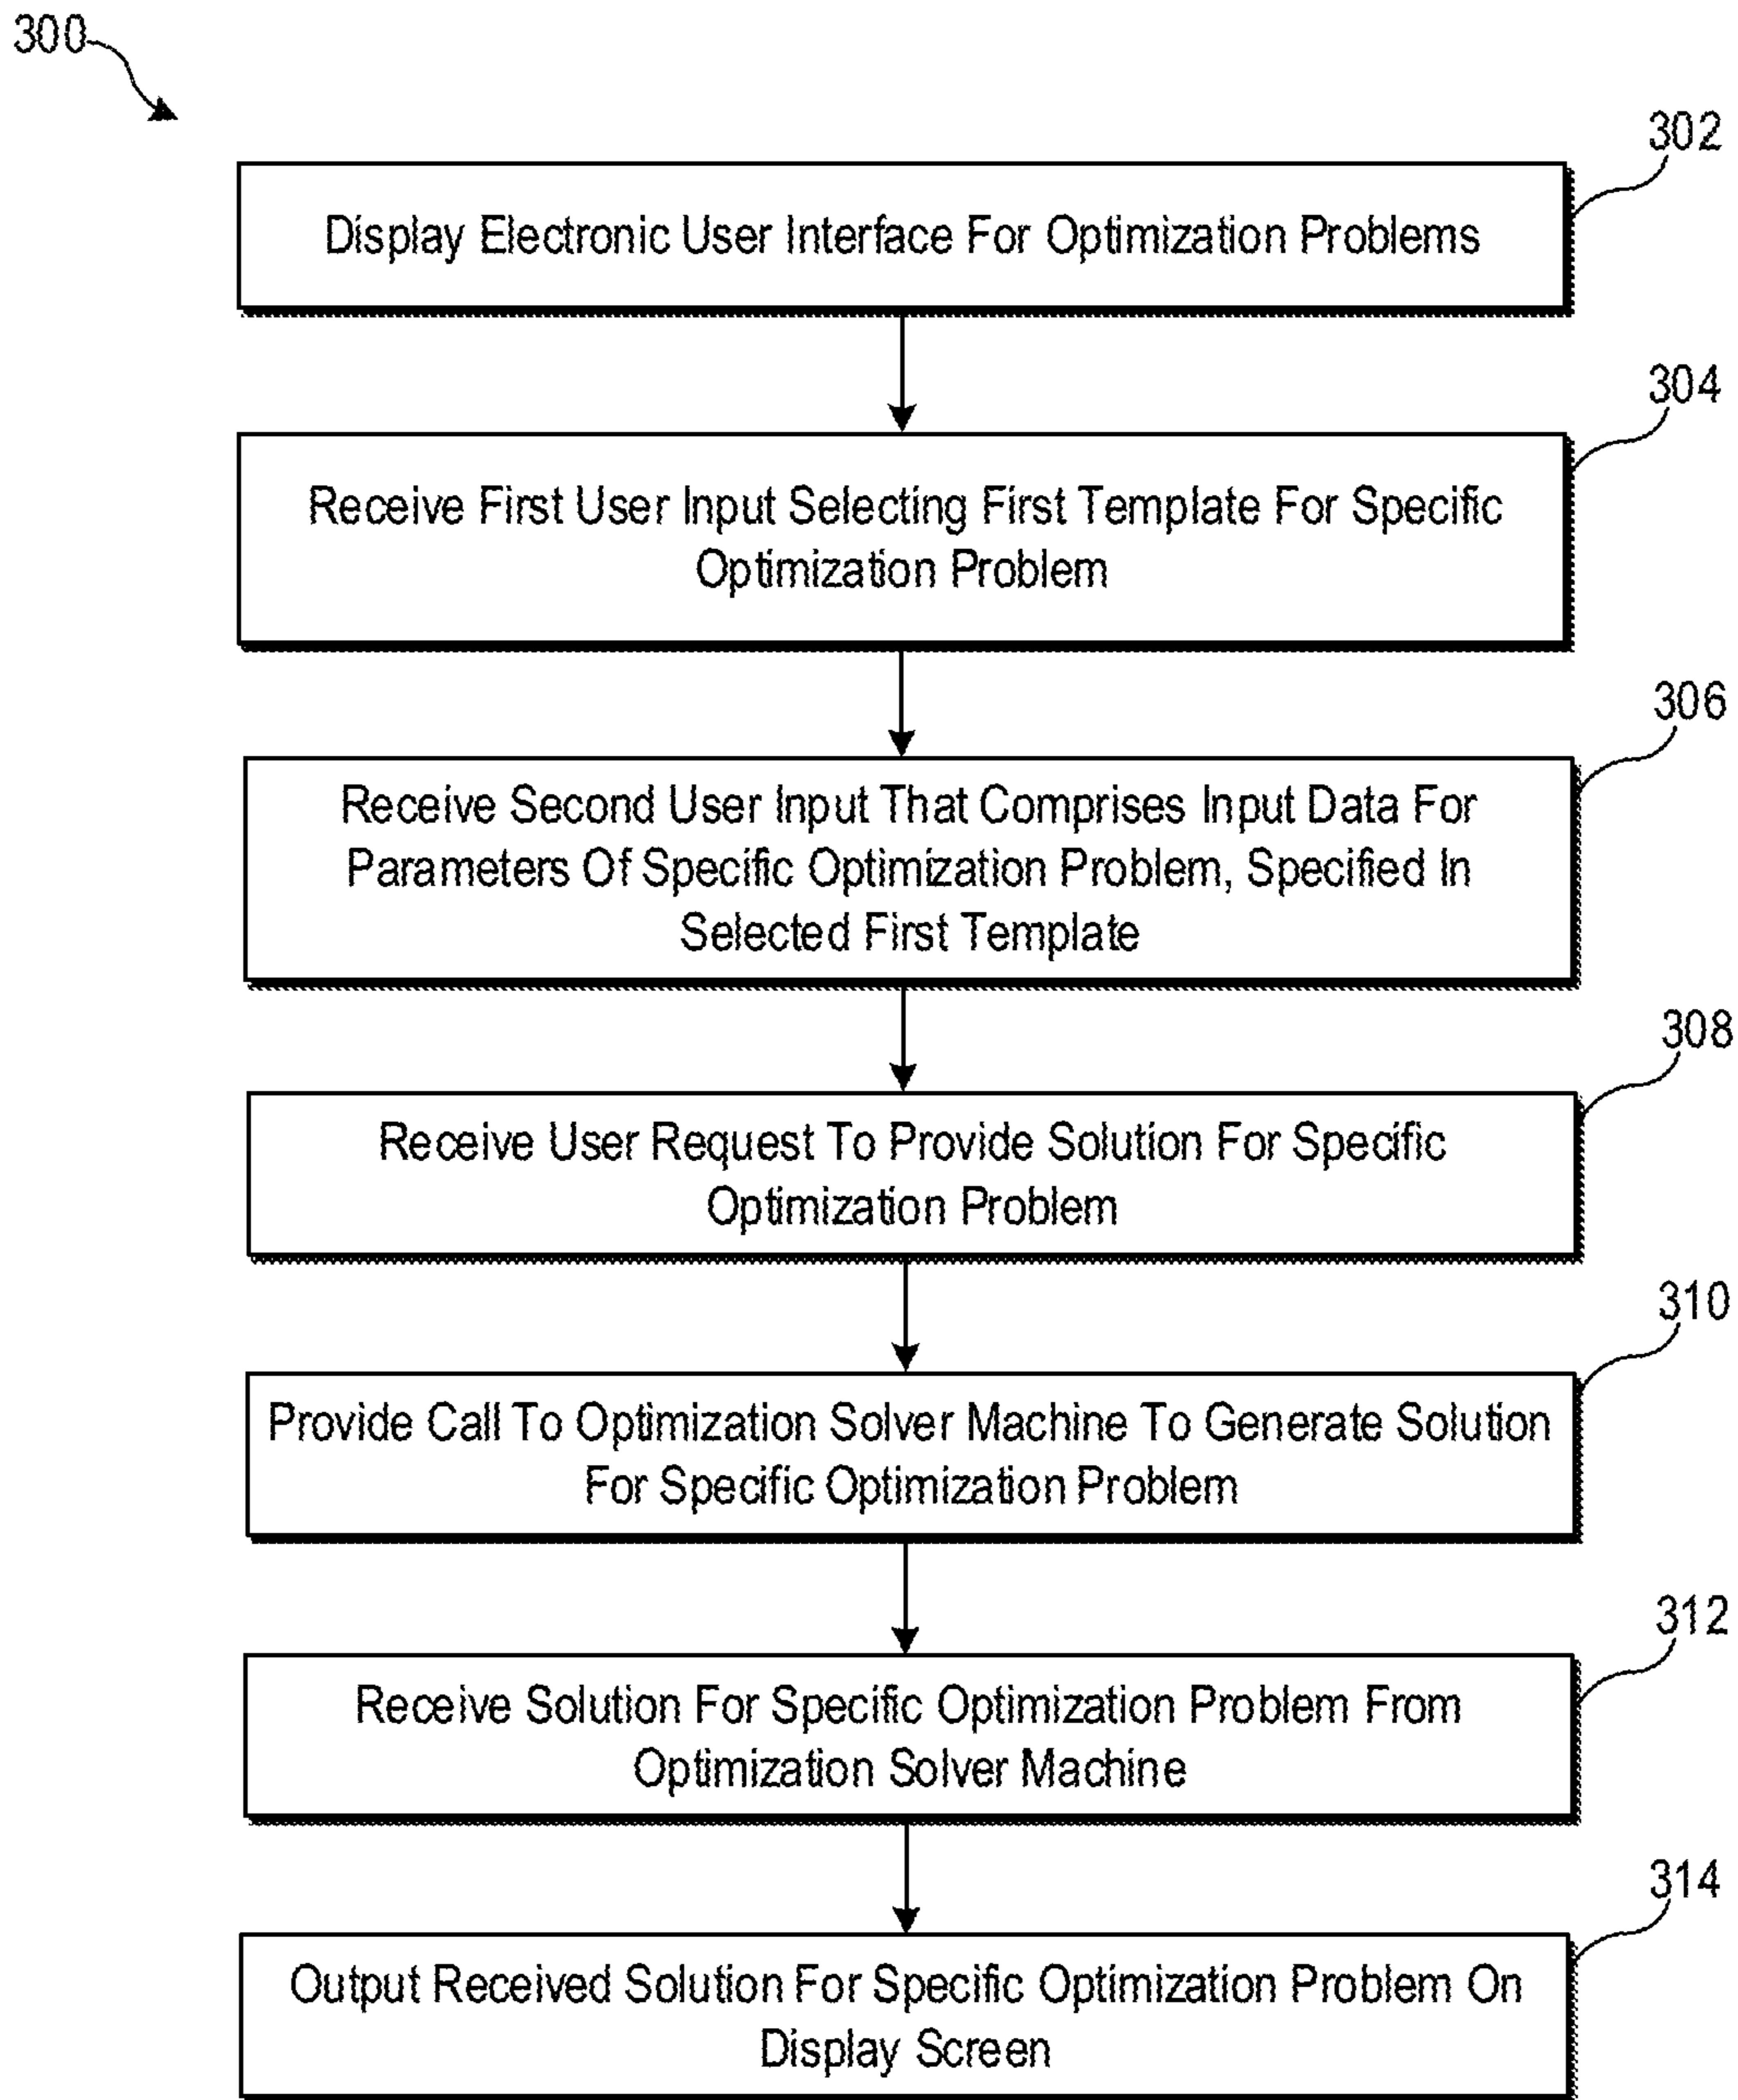 300
302
Display Electronic User Interface For Optimization Problems
304
Receive First User Input Selecting First Template For Specific
Optimization Problem
306
Receive Second User Input That Comprises Input Data For
Parameters Of Specific Optimization Problem, Specified In
Selected First Template
308
Receive User Request To Provide Solution For Specific
Optimization Problem
310
Provide Call To Optimization Solver Machine To Generate Solution
For Specific Optimization Problem
312
Receive Solution For Specific Optimization Problem From
Optimization Solver Machine
314
Output Received Solution For Specific Optimization Problem On
Display Screen